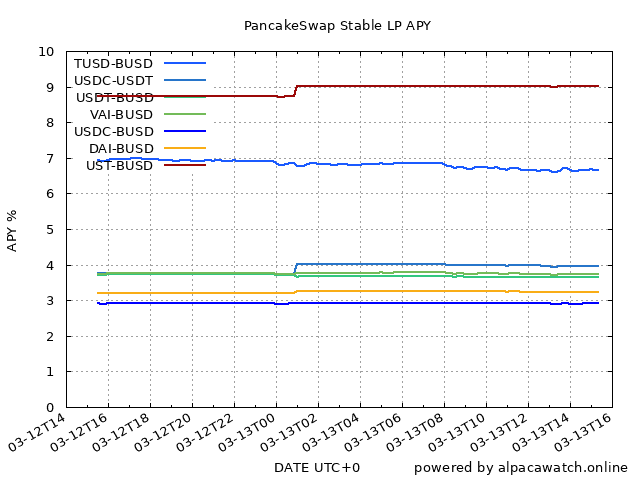 PancakeSwap Stable LP APY
10
9
8
7
6
5
4
3
2
1
0
APY %
TUSD-BUSD
USDC-USDT
USDT-BUSD
VAI-BUSD
USDC-BUSD
DAI-BUSD
UST-BUSD
03-12T14
03-12T16
03-12T18
03-12T20
03-12T22
03-13T00
03-13T02
03-13T04
03-13T06
03-13T08
03-13T10
03-13T12
03-13T14
03-13T16
DATE UTC+0
powered by alpacawatch.online